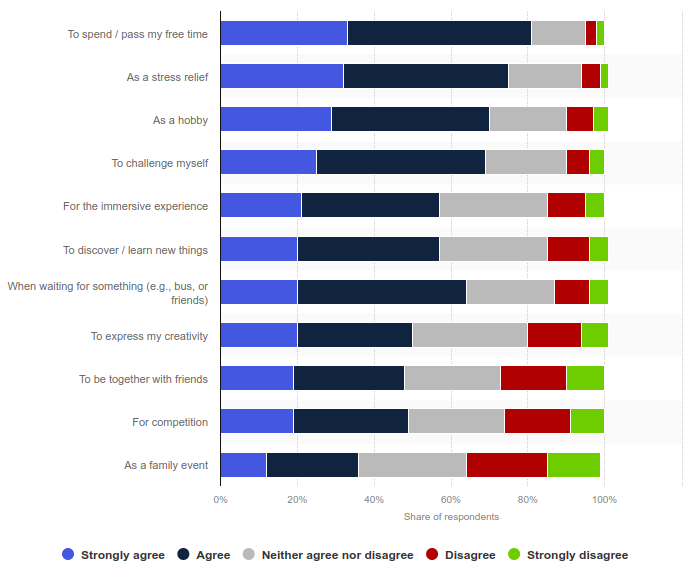 To spend / pass my free time
As a stress relief
As a hobby
To challenge myself
For the immersive experience
To discover / learn new things
When waiting for something (e.g., bus, or
friends)
To express my creativity
To be together with friends
For competition
As a family event
0% 20% 40% 60% 80% 100%
Share of respondents
Strongly agree Agree Neither agree nor disagree Disagree Strongly disagree